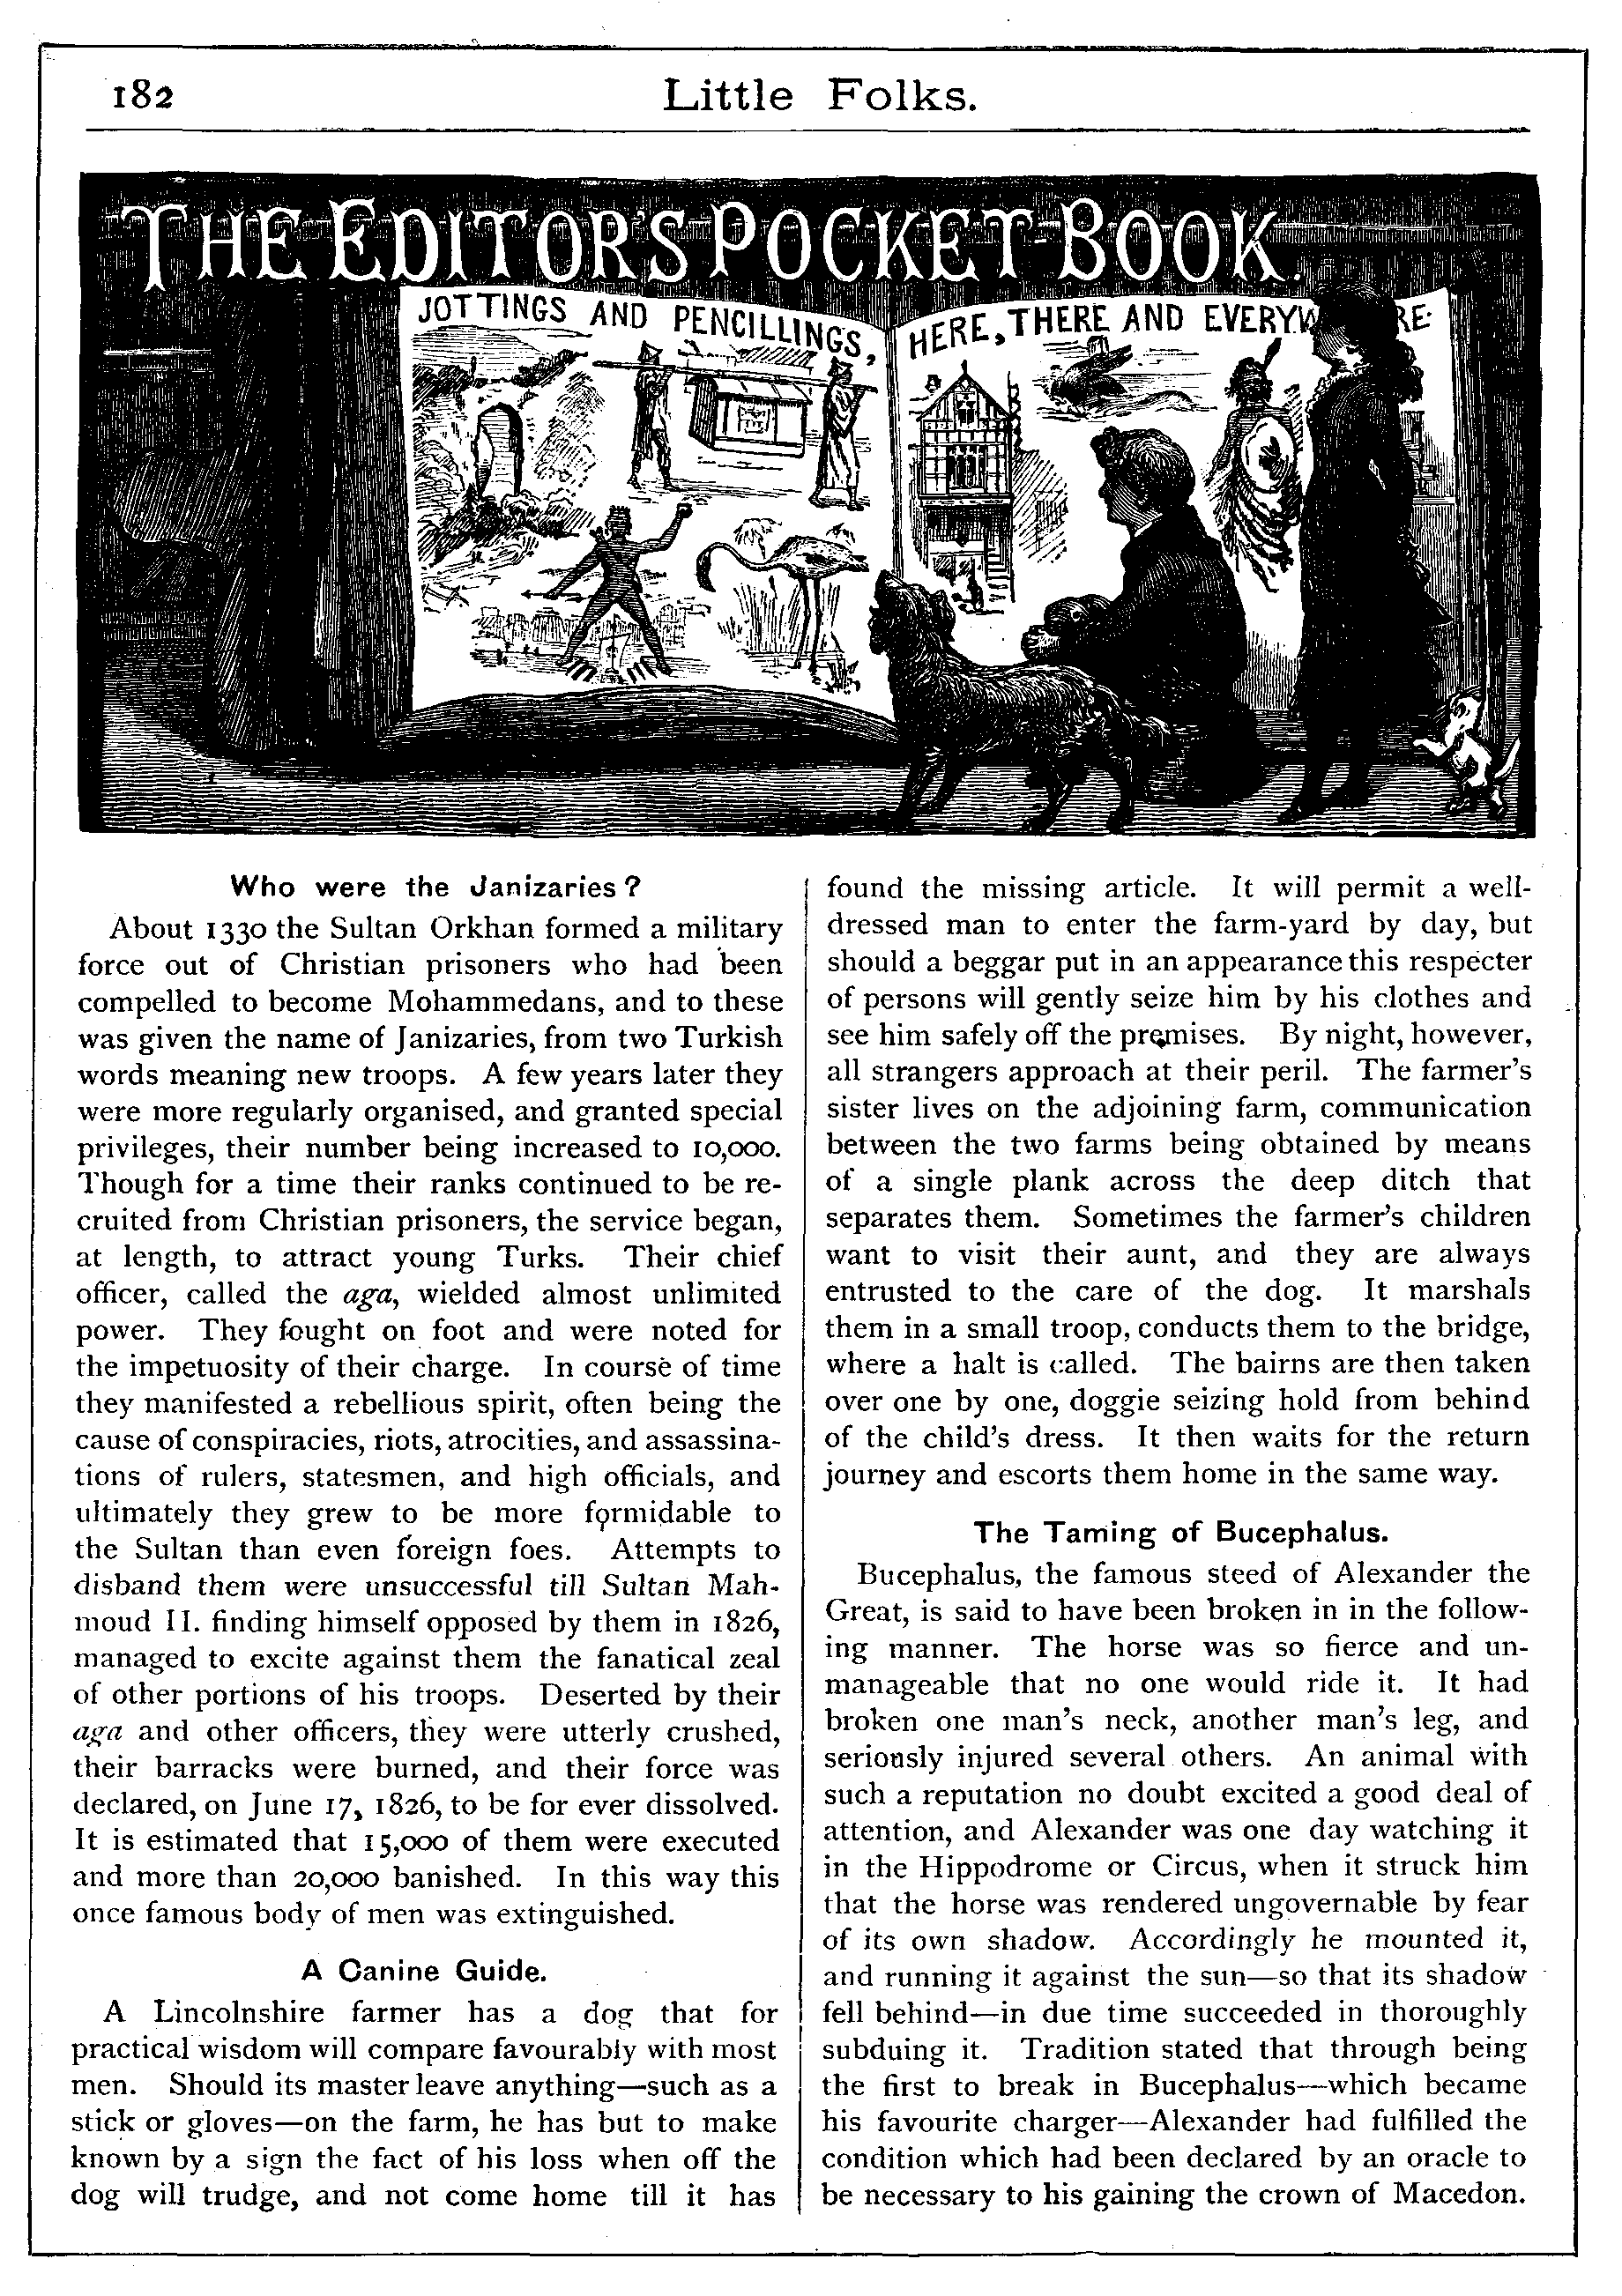 182
Little Folks.
THE EDITOR'S POCKET-BOOK.
JOTTINGS AND PENCILLINGS,
HERE, THERE AND EVERYW RE
Who were the Janizaries?
About 1330 the Sultan Orkhan formed a military
force out of Christian prisoners who had been
compelled to become Mohammedans, and to these
was given the name of Janizaries, from two Turkish
words meaning new troops. A few years later they
were more regularly organised, and granted special
privileges, their number being increased to 10,000.
Though for a time their ranks continued to be re-
cruited from Christian prisoners, the service began,
at length, to attract young Turks. Their chief
officer, called the aga, wielded almost unlimited
power. They fought on foot and were noted for
the impetuosity of their charge. In course of time
they manifested a rebellious spirit, often being the
cause of conspiracies, riots, atrocities, and assassina-
tions of rulers, statesmen, and high officials, and
ultimately they grew to be more formidable to
the Sultan than even foreign foes. Attempts to
disband them were unsuccessful till Sultan Mah-
moud II. finding himself opposed by them in 1826,
managed to excite against them the fanatical zeal
of other portions of his troops. Deserted by their
aga and other officers, they were utterly crushed,
their barracks were burned, and their force was
declared, on June 17, 1826, to be for ever dissolved.
It is estimated that 15,000 of them were executed
and more than 20,000 banished. In this way this
once famous body of men was extinguished.
A Canine Guide.
A Lincolnshire farmer has a dog that for
practical wisdom will compare favourably with most
men. Should its master leave anything—such as a
stick or gloves—on the farm, he has but to make
known by a sign the fact of his loss when off the
dog will trudge, and not come home till it has
found the missing article. It will permit a well-
dressed man to enter the farm-yard by day, but
should a beggar put in an appearance this respecter
of persons will gently seize him by his clothes and
see him safely off the premises. By night, however,
all strangers approach at their peril. The farmer's
sister lives on the adjoining farm, communication
between the two farms being obtained by means
of a single plank across the deep ditch that
separates them. Sometimes the farmer's children
want to visit their aunt, and they are always
entrusted to the care of the dog. It marshals
them in a small troop, conducts them to the bridge,
where a halt is called. The bairns are then taken
over one by one, doggie seizing hold from behind
of the child's dress. It then waits for the return
journey and escorts them home in the same way.
The Taming of Bucephalus.
Bucephalus, the famous steed of Alexander the
Great, is said to have been broken in in the follow-
ing manner. The horse was so fierce and un-
manageable that no one would ride it. It had
broken one man's neck, another man's leg, and
seriously injured several others. An animal with
such a reputation no doubt excited a good deal of
attention, and Alexander was one day watching it
in the Hippodrome or Circus, when it struck him
that the horse was rendered ungovernable by fear
of its own shadow. Accordingly he mounted it,
and running it against the sun—so that its shadow
fell behind—in due time succeeded in thoroughly
subduing it. Tradition stated that through being
the first to break in Bucephalus—which became
his favourite charger—Alexander had fulfilled the
condition which had been declared by an oracle to
be necessary to his gaining the crown of Macedon.